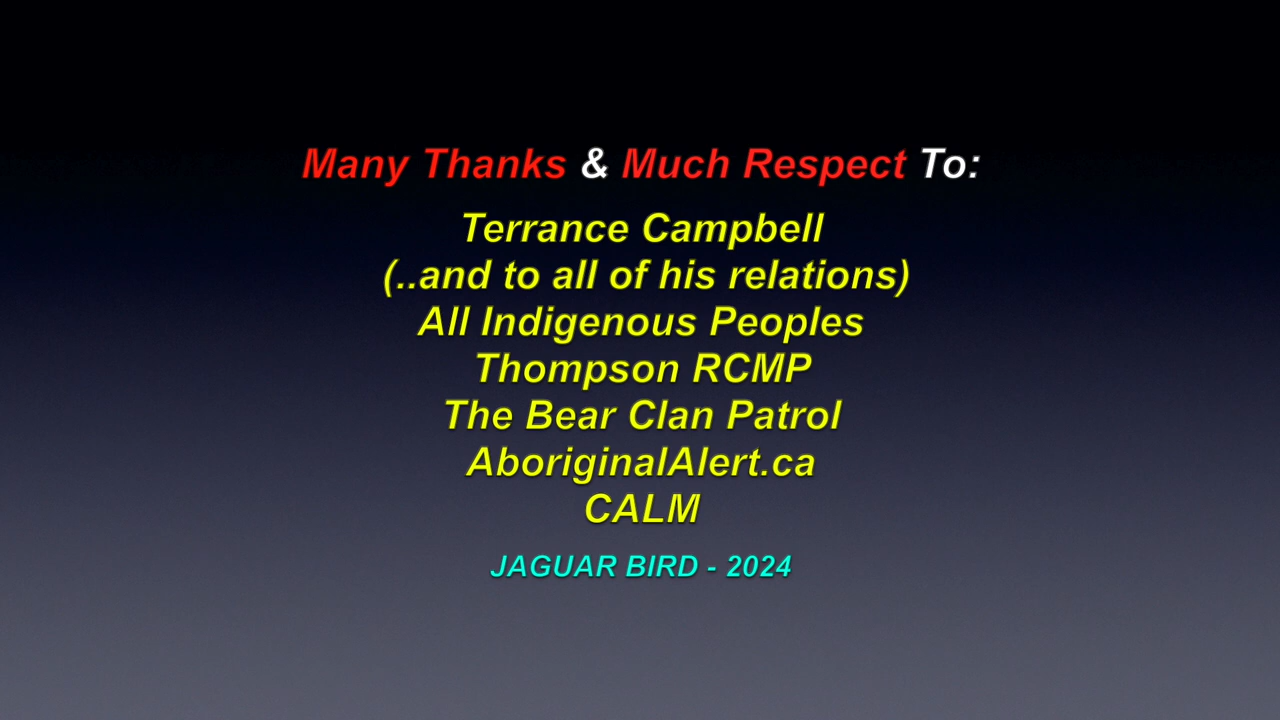 Many Thanks & Much Respect To:
Terrance Campbell
(..and to all of his relations)
All Indigenous Peoples
Thompson RCMP
The Bear Clan Patrol
AboriginalAlert.ca
CALM
JAGUAR BIRD - 2024